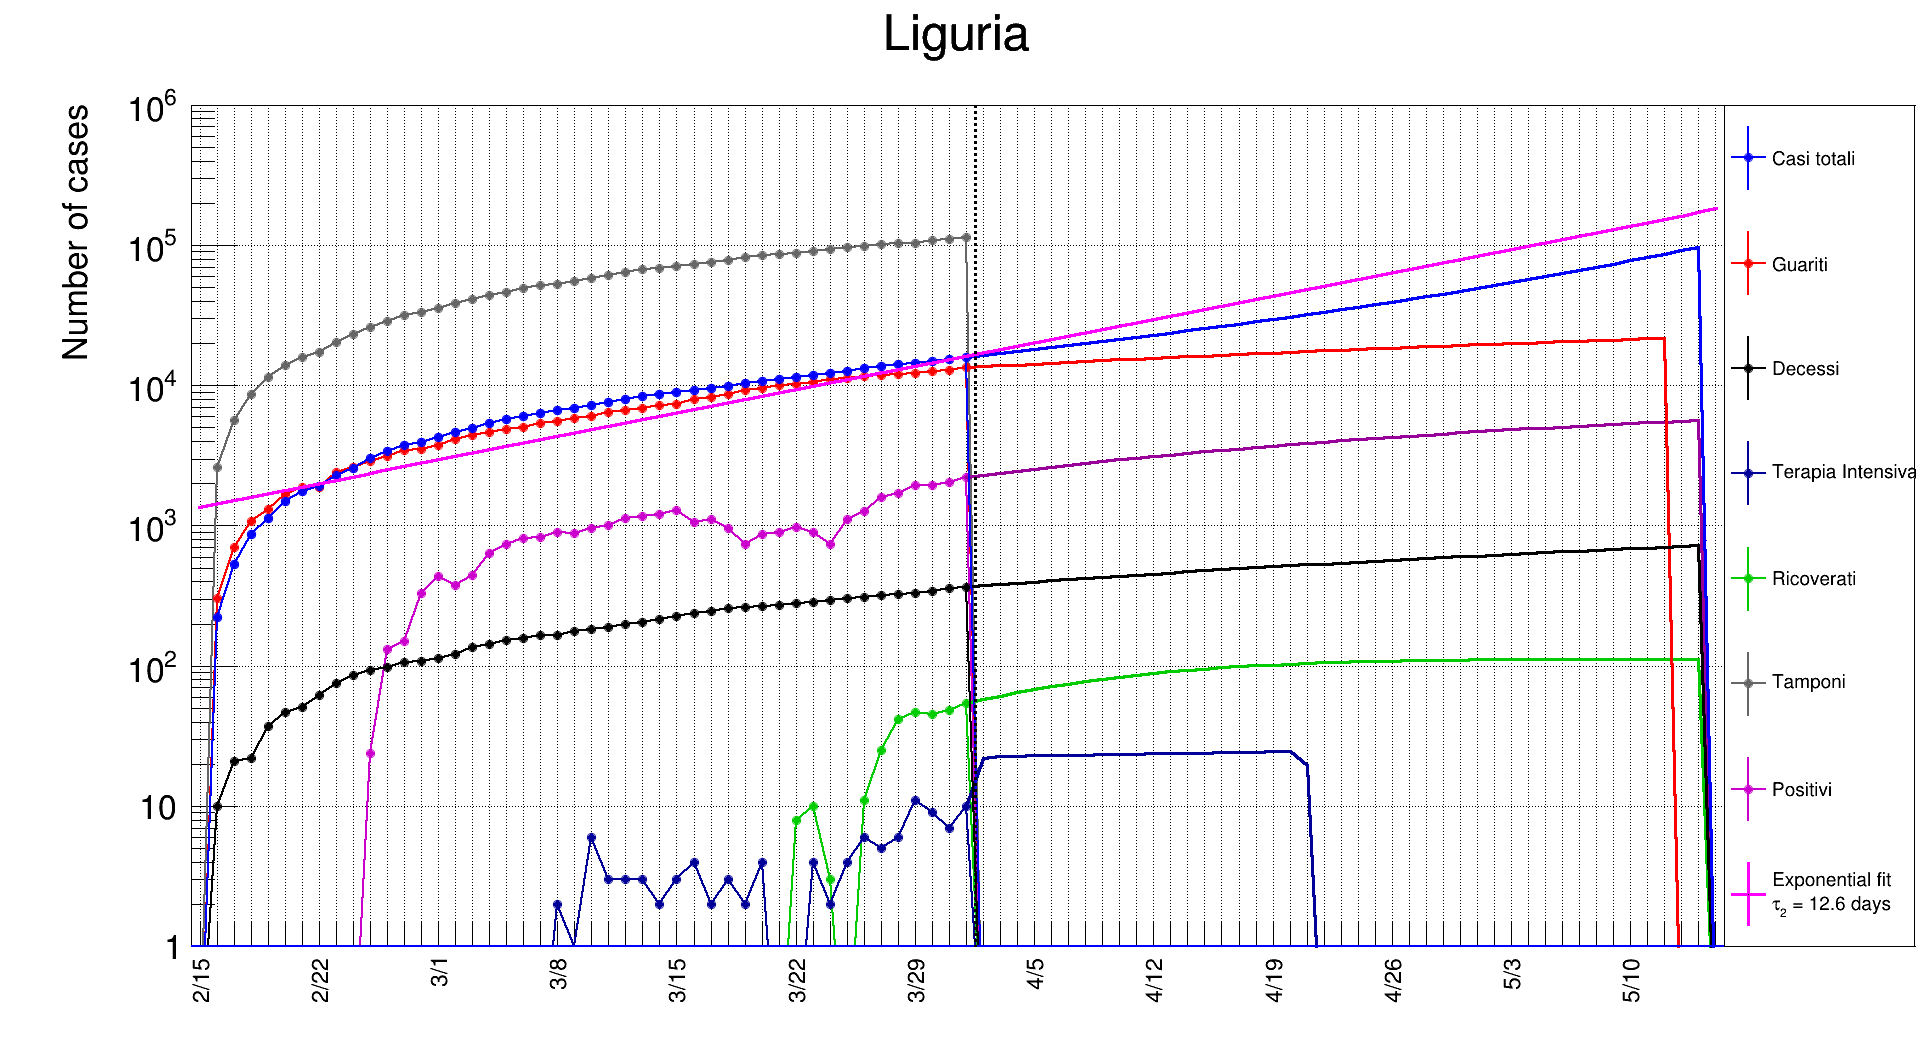 Liguria
Number of cases
10^6
10^5
10^4
10^3
10^2
10
1
2/15
2/22
3/1
3/8
3/15
3/22
3/29
4/5
4/12
4/19
4/26
5/3
5/10
Casi totali
Guariti
Decessi
Terapia Intensiva
Ricoverati
Tamponi
Positivi
Exponential fit
τ_2 = 12.6 days